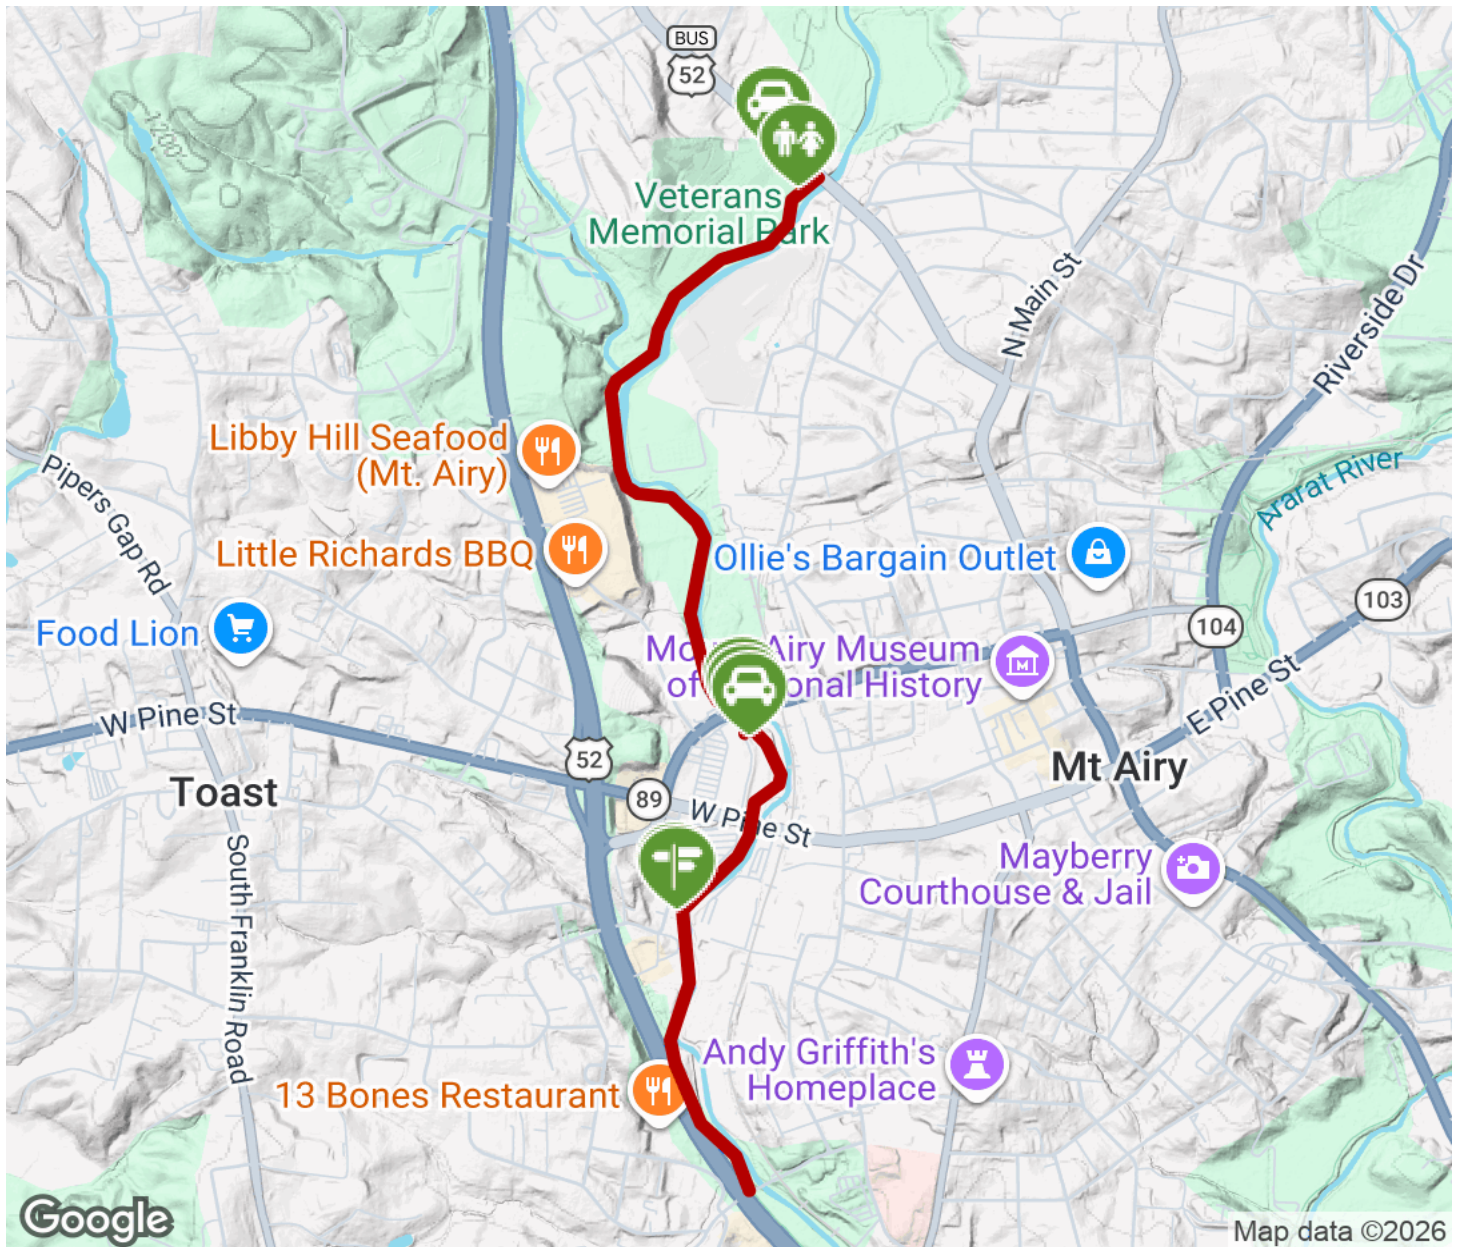 BUS
52
1200'
Veterans
Memorial Park
N Main St
Riverside Dr
Libby Hill Seafood
(Mt. Airy)
Ararat River
Pipers Gap Rd
Little Richards BBQ
Ollie's Bargain Outlet
103
104
Food Lion
Airy Museum
of onal History
E Pine St
W Pine St
52
Mt Airy
Toast
89
W Pine St
South Franklin Road
Mayberry
Courthouse & Jail
Andy Griffith's
Homeplace
13 Bones Restaurant
Google
Map data ©2026